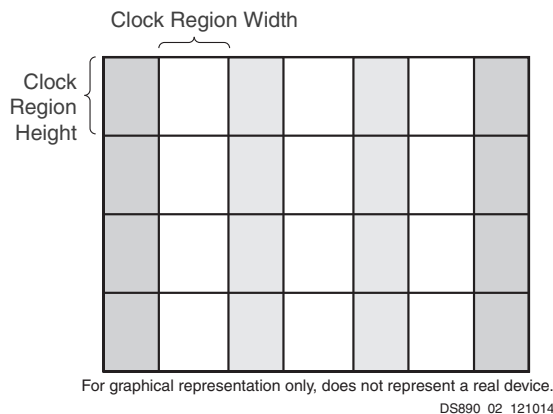 Clock Region Width
Clock
Region
Height
For graphical representation only, does not represent a real device.
DS890_02_121014